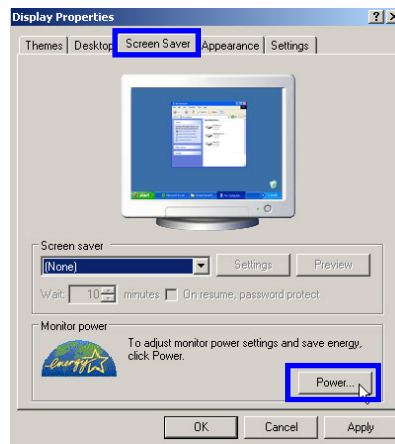 Display Properties
Themes Desktop Screen Saver Appearance Settings
Screen saver
(None) Settings Preview
Wait: 10 minutes On resume, password protect
Monitor power
To adjust monitor power settings and save energy,
click Power.
energy
Power...
OK Cancel Apply